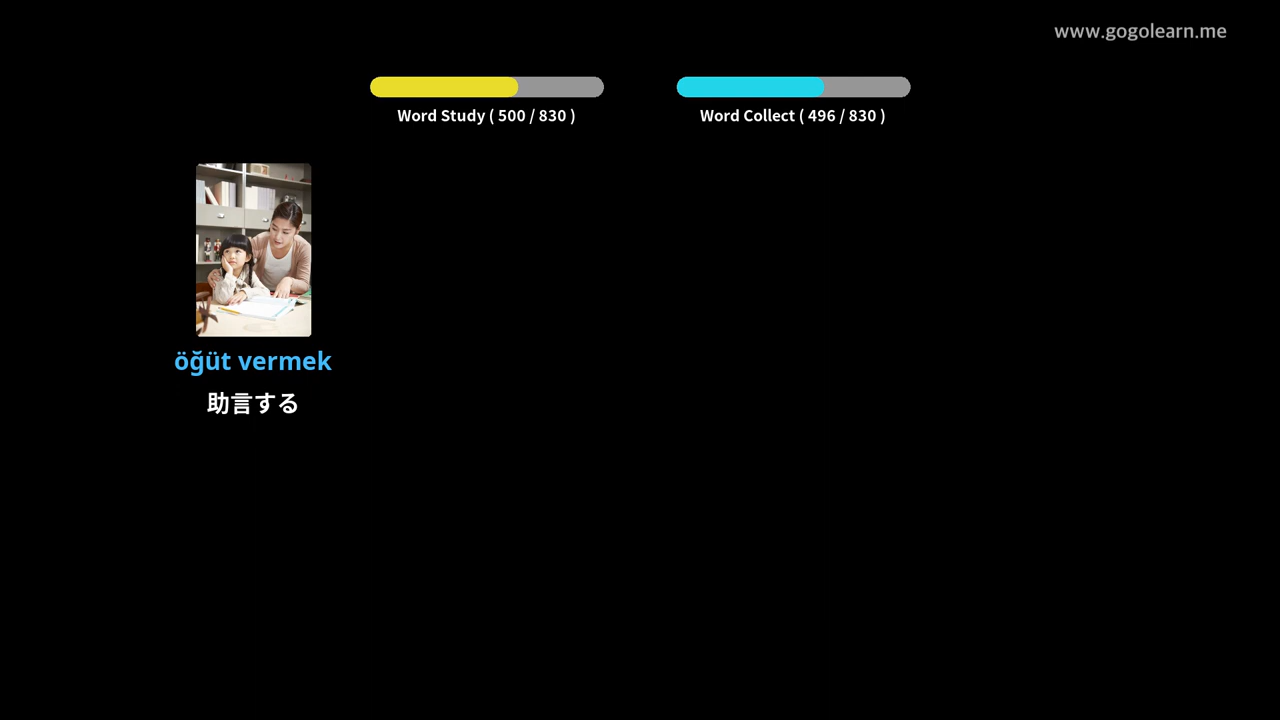 www.gogolearn.me
Word Study ( 500 / 830 )
Word Collect ( 496 / 830 )
öğüt vermek
助言する